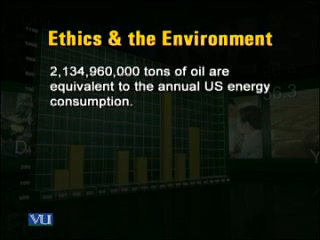 Ethics & the Environment
2,134,960,000 tons of oil are
equivalent to the annual US energy
consumption.
VU